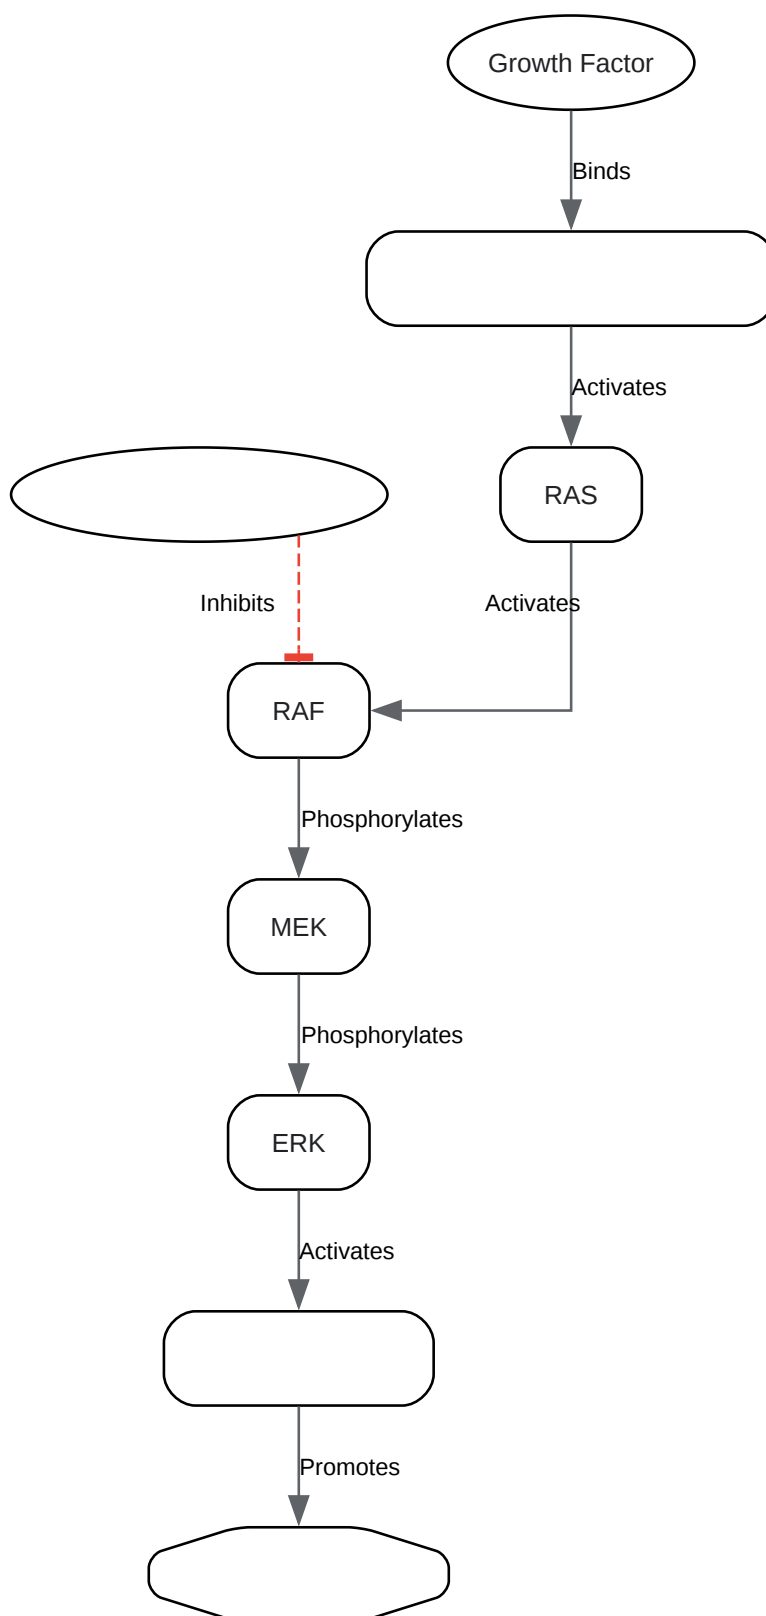 Growth Factor
Binds
Activates
RAS
Inhibits
Activates
RAF
Phosphorylates
MEK
Phosphorylates
ERK
Activates
Promotes